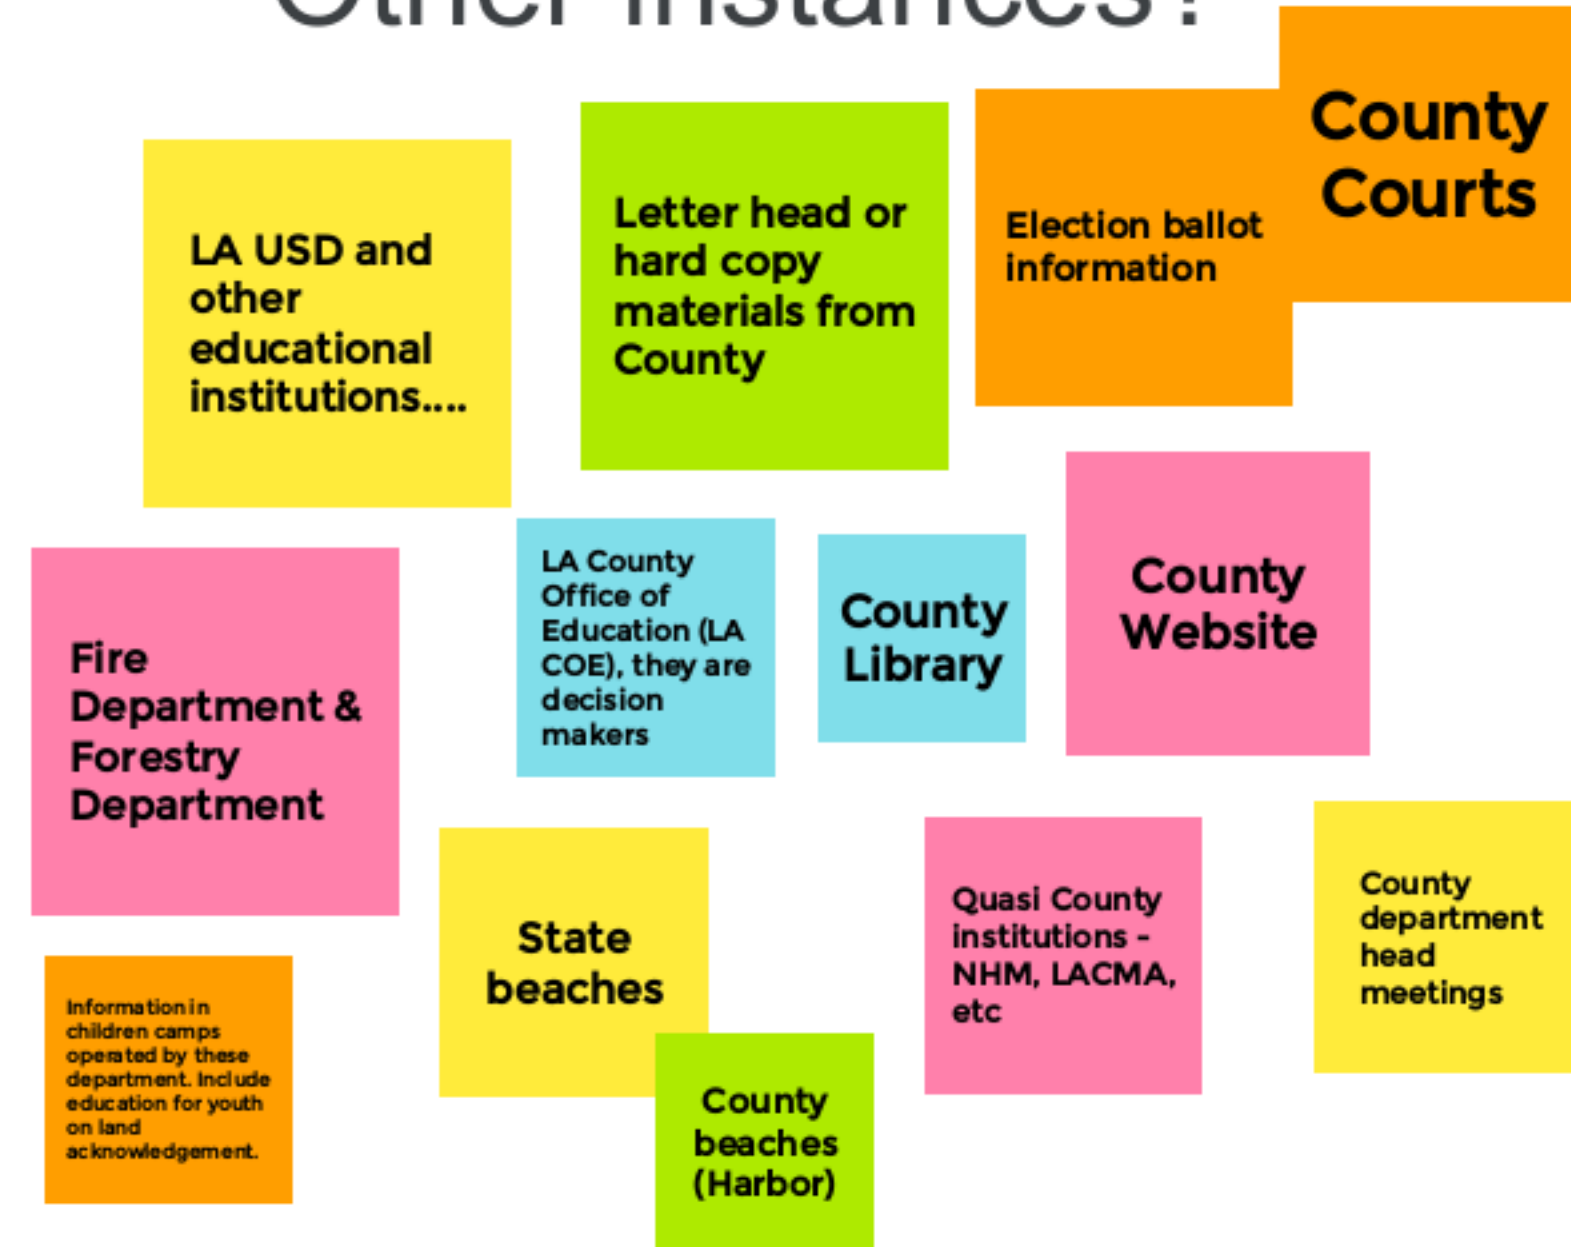 Other instances?
County
Courts
LA USD and
other
educational
institutions....
Letter head or
hard copy
materials from
County
Election ballot
information
Fire
Department &
Forestry
Department
LA County
Office of
Education (LA
COE), they are
decision
makers
County
Library
County
Website
State
beaches
Quasi County
institutions -
NHM, LACMA,
etc
County
department
head
meetings
Information in
children camps
operated by these
department. Include
education for youth
on land
acknowledgement.
County
beaches
(Harbor)